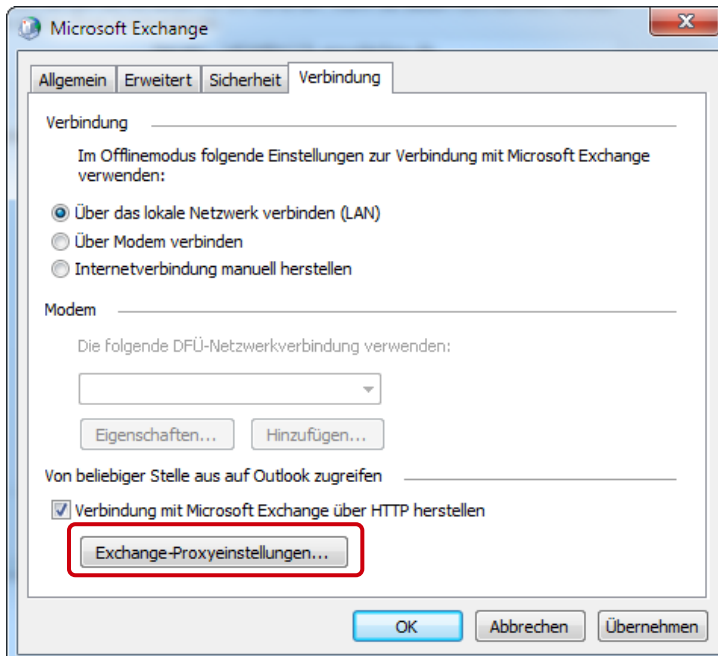 Microsoft Exchange
Allgemein Erweitert Sicherheit Verbindung
Verbindung
Im Offlinemodus folgende Einstellungen zur Verbindung mit Microsoft Exchange
verwenden:
Über das lokale Netzwerk verbinden (LAN)
Über Modem verbinden
Internetverbindung manuell herstellen
Modem
Die folgende DFÜ-Netzwerkverbindung verwenden:
Eigenschaften... Hinzufügen...
Von beliebiger Stelle aus auf Outlook zugreifen
Verbindung mit Microsoft Exchange über HTTP herstellen
Exchange-Proxyeinstellungen...
OK Abbrechen Übernehmen